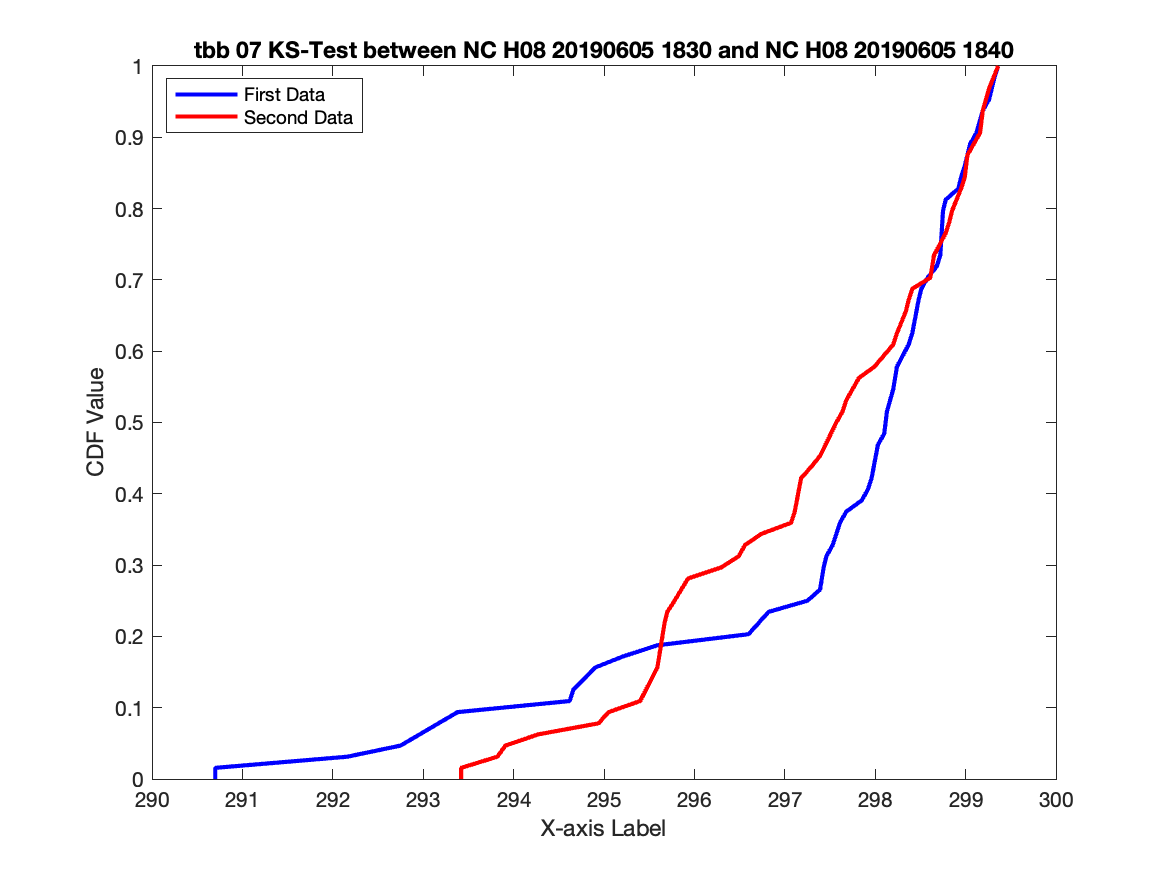 tbb 07 KS-Test between NC H08 20190605 1830 and NC H08 20190605 1840
First Data
Second Data
CDF Value
1
0.9
0.8
0.7
0.6
0.5
0.4
0.3
0.2
0.1
0
290 291 292 293 294 295 296 297 298 299 300
X-axis Label